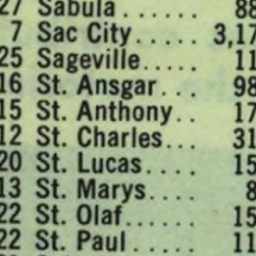 27 Sabula . . . . . . 88
7 Sac City . . . . . 3,17
25 Sageville . . . . . 11
16 St. Ansgar . . . 98
15 St. Anthony . . 17
12 St. Charles . . . 31
20 St. Lucas . . . . 15
13 St. Marys . . . . 8
22 St. Olaf . . . . . . 15
22 St. Paul . . . . . 11